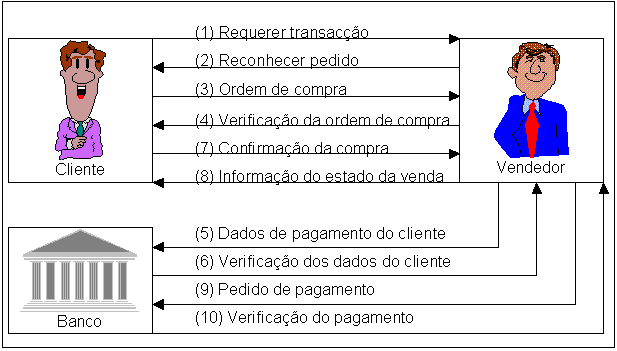 (1) Requerer transacção
(2) Reconhecer pedido
(3) Ordem de compra
(4) Verificação da ordem de compra
(7) Confirmação da compra
(8) Informação do estado da venda
Cliente
Vendedor
(5) Dados de pagamento do cliente
(6) Verificação dos dados do cliente
(9) Pedido de pagamento
(10) Verificação do pagamento
Banco